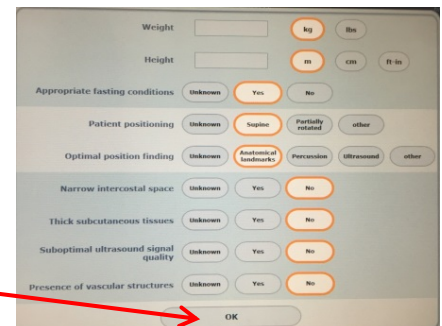 Weight kg lbs
Height m cm ft-in
Appropriate fasting conditions Unknown Yes No
Patient positioning Unknown Supine Partially rotated other
Optimal position finding Unknown Anatomical landmarks Percussion Ultrasound other
Narrow intercostal space Unknown Yes No
Thick subcutaneous tissues Unknown Yes No
Suboptimal ultrasound signal quality Unknown Yes No
Presence of vascular structures Unknown Yes No
OK